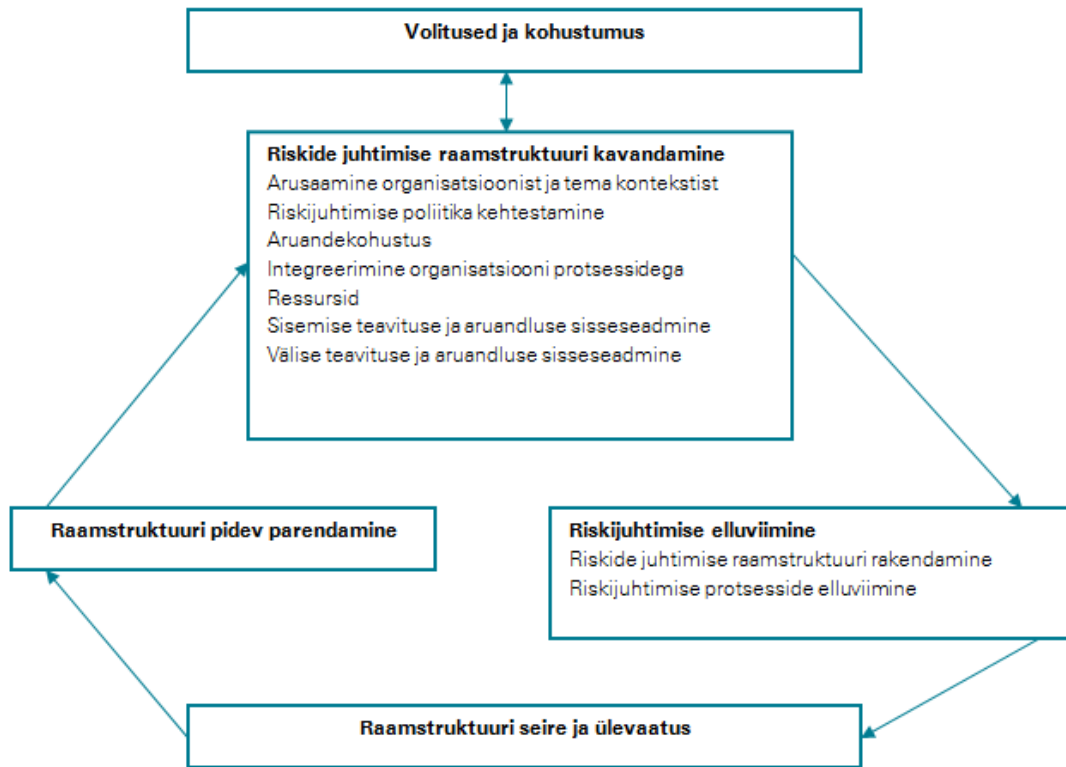 Volitused ja kohustumus
Riskide juhtimise raamstruktuuri kavandamine
Arusaamine organisatsioonist ja tema kontekstist
Riskijuhtimise poliitika kehtestamine
Aruandekohustus
Integreerimine organisatsiooni protsessidega
Ressursid
Sisemise teavituse ja aruandluse sisseseadmine
Välise teavituse ja aruandluse sisseseadmine
Raamstruktuuri pidev parendamine
Riskijuhtimise elluviimine
Riskide juhtimise raamstruktuuri rakendamine
Riskijuhtimise protsesside elluviimine
Raamstruktuuri seire ja ülevaatus